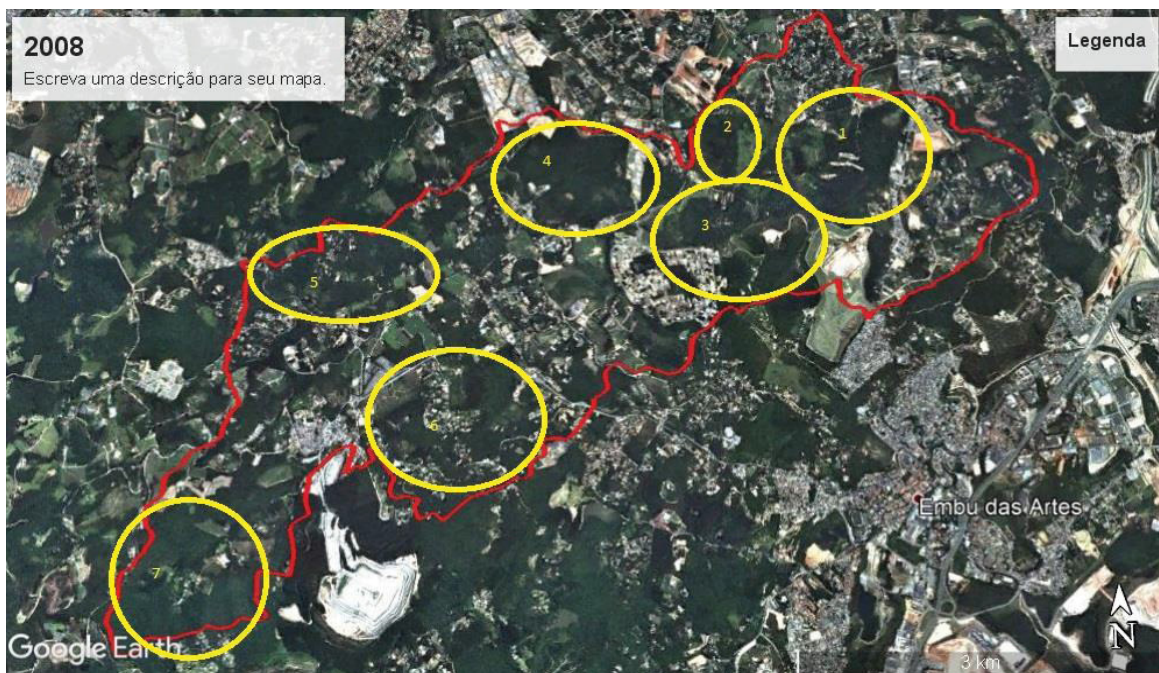 2008
Escreva uma descrição para seu mapa.
Legenda
1
2
3
4
5
6
7
Embu das Artes
N
Google Earth
3 km